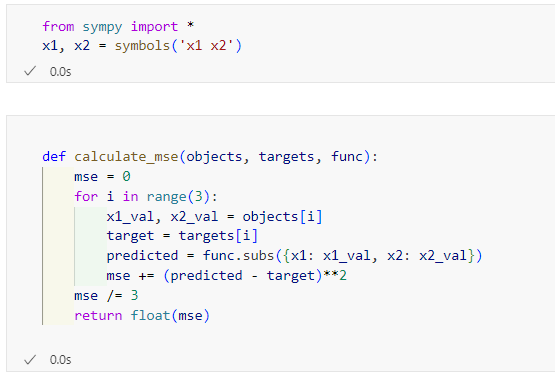 from sympy import *
x1, x2 = symbols('x1 x2')
✓ 0.0s
def calculate_mse(objects, targets, func):
    mse = 0
    for i in range(3):
        x1_val, x2_val = objects[i]
        target = targets[i]
        predicted = func.subs({x1: x1_val, x2: x2_val})
        mse += (predicted - target)**2
    mse /= 3
    return float(mse)
✓ 0.0s